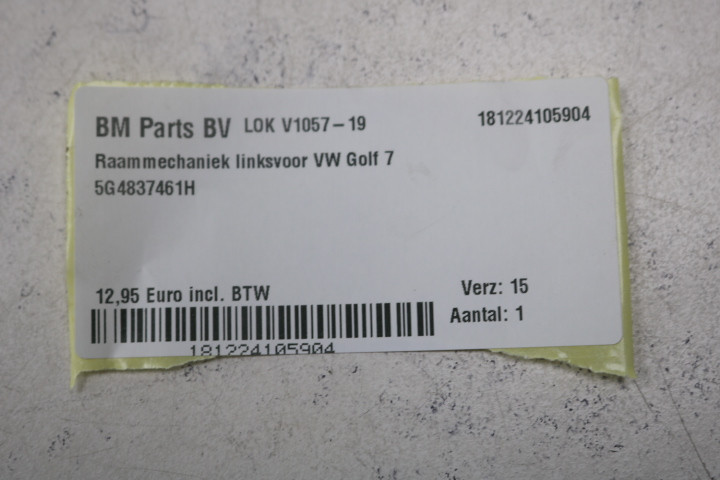 BM Parts BV LOK V1057-19 181224105904
Raammechaniek linksvoor VW Golf 7
5G4837461H
12,95 Euro incl. BTW Verz: 15
Aantal: 1
181224105904